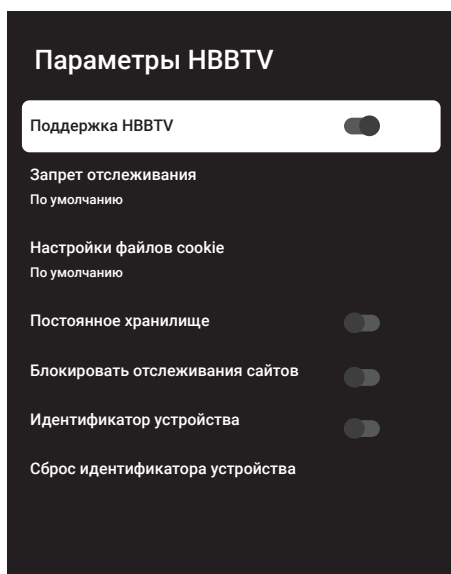 Параметры HBBTV
Поддержка HBBTV
Запрет отслеживания
По умолчанию
Настройки файлов cookie
По умолчанию
Постоянное хранилище
Блокировать отслеживания сайтов
Идентификатор устройства
Сброс идентификатора устройства